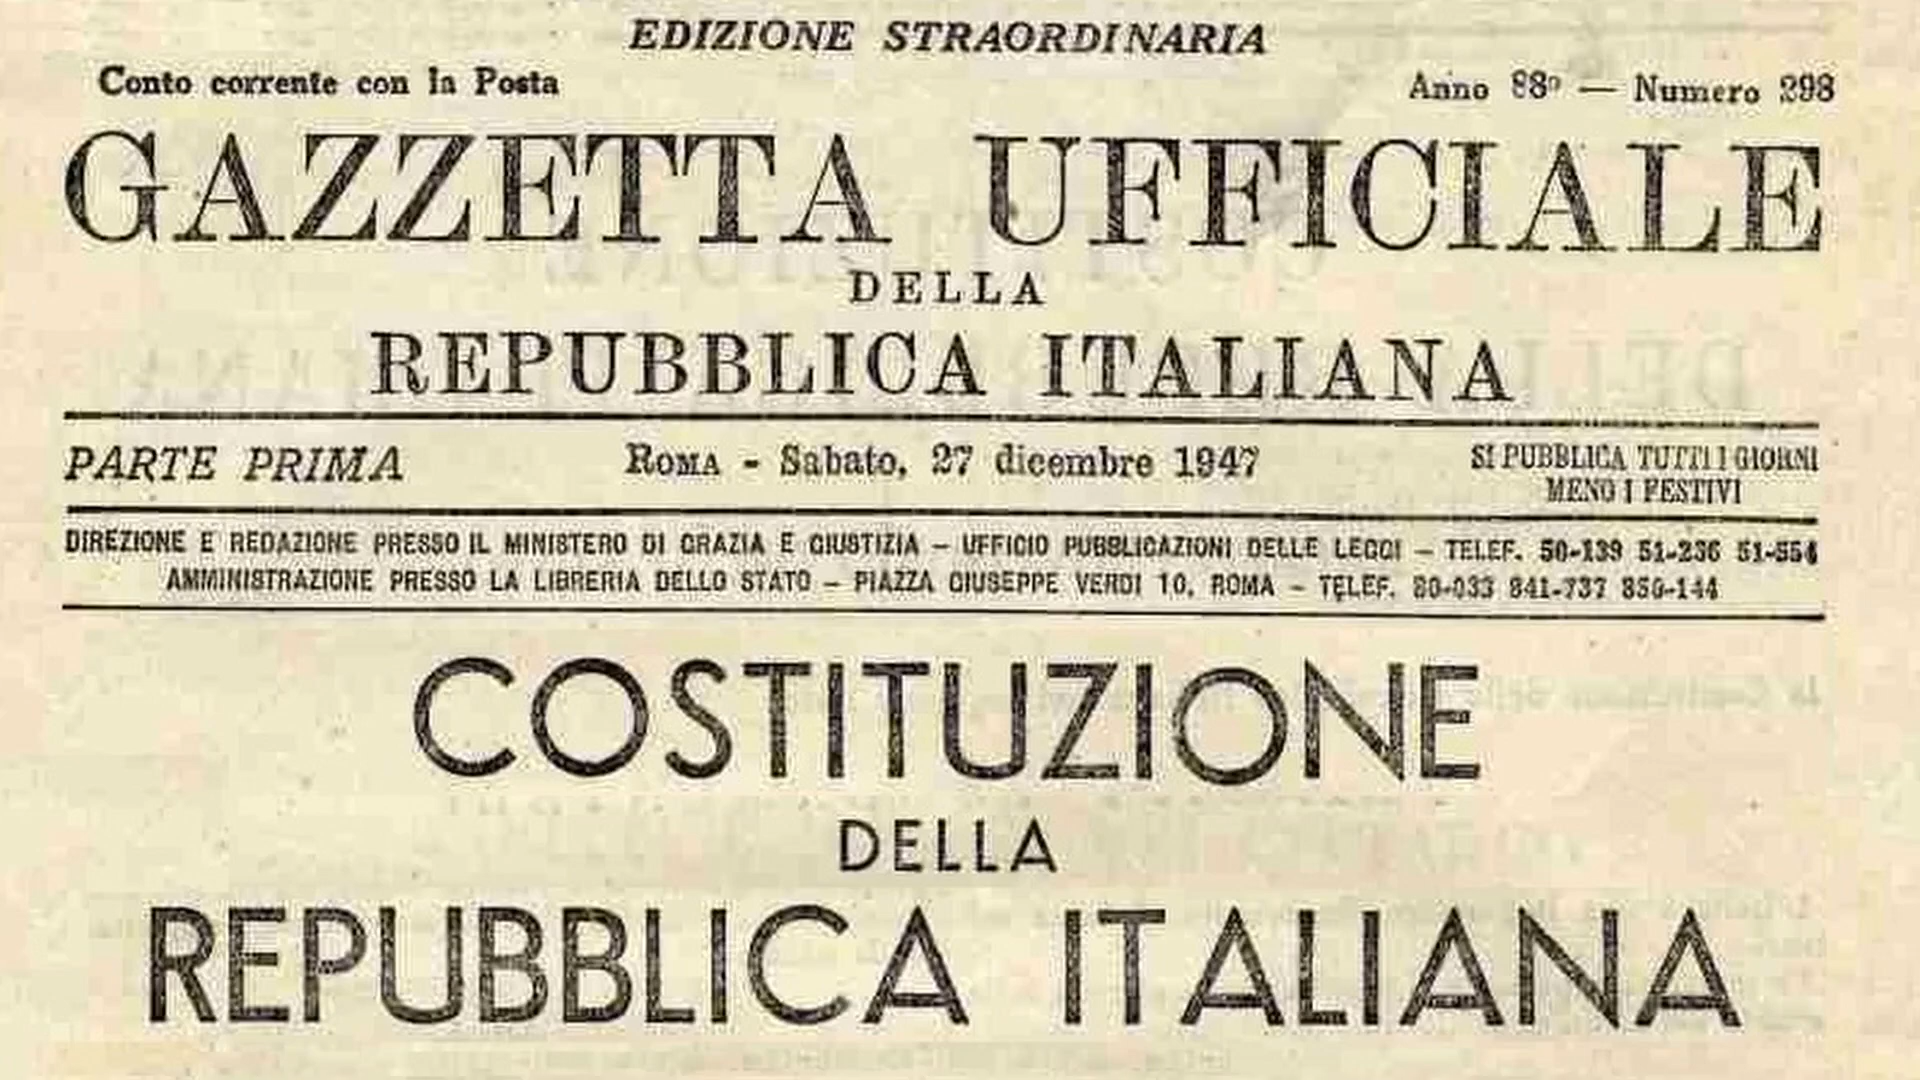 EDIZIONE STRAORDINARIA
Conto corrente con la Posta
Anno 88º — Numero 298
GAZZETTA UFFICIALE
DELLA
REPUBBLICA ITALIANA
PARTE PRIMA
ROMA - Sabato, 27 dicembre 1947
SI PUBBLICA TUTTI I GIORNI
MENO I FESTIVI
DIREZIONE E REDAZIONE PRESSO IL MINISTERO DI GRAZIA E GIUSTIZIA — UFFICIO PUBBLICAZIONI DELLE LEGGI — TELEF. 50-139 51-236 51-554
AMMINISTRAZIONE PRESSO LA LIBRERIA DELLO STATO — PIAZZA GIUSEPPE VERDI 10, ROMA — TELEF. 80-033 841-737 850-144
COSTITUZIONE
DELLA
REPUBBLICA ITALIANA